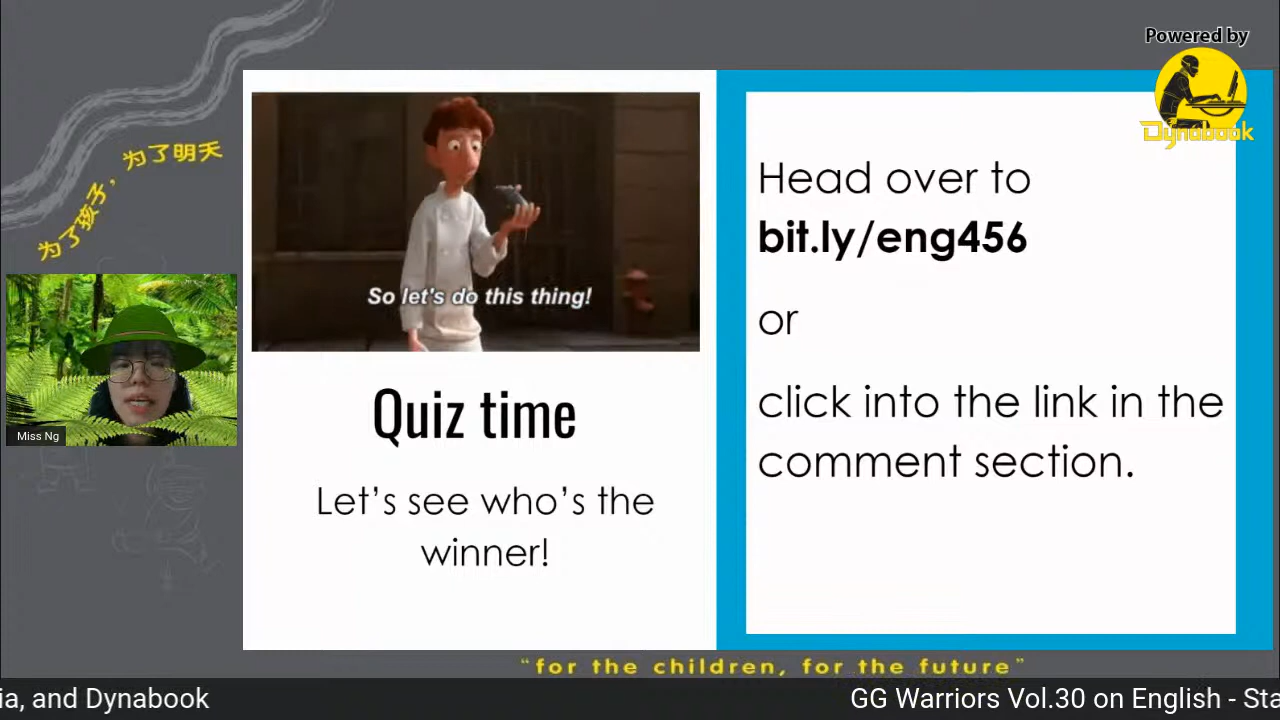 Powered by
Dynabook
为了孩子，为了明天
Miss Ng
So let's do this thing!
Quiz time
Let’s see who’s the
winner!
Head over to
bit.ly/eng456
or
click into the link in the
comment section.
“for the children, for the future”
ia, and Dynabook
GG Warriors Vol.30 on English - Sta